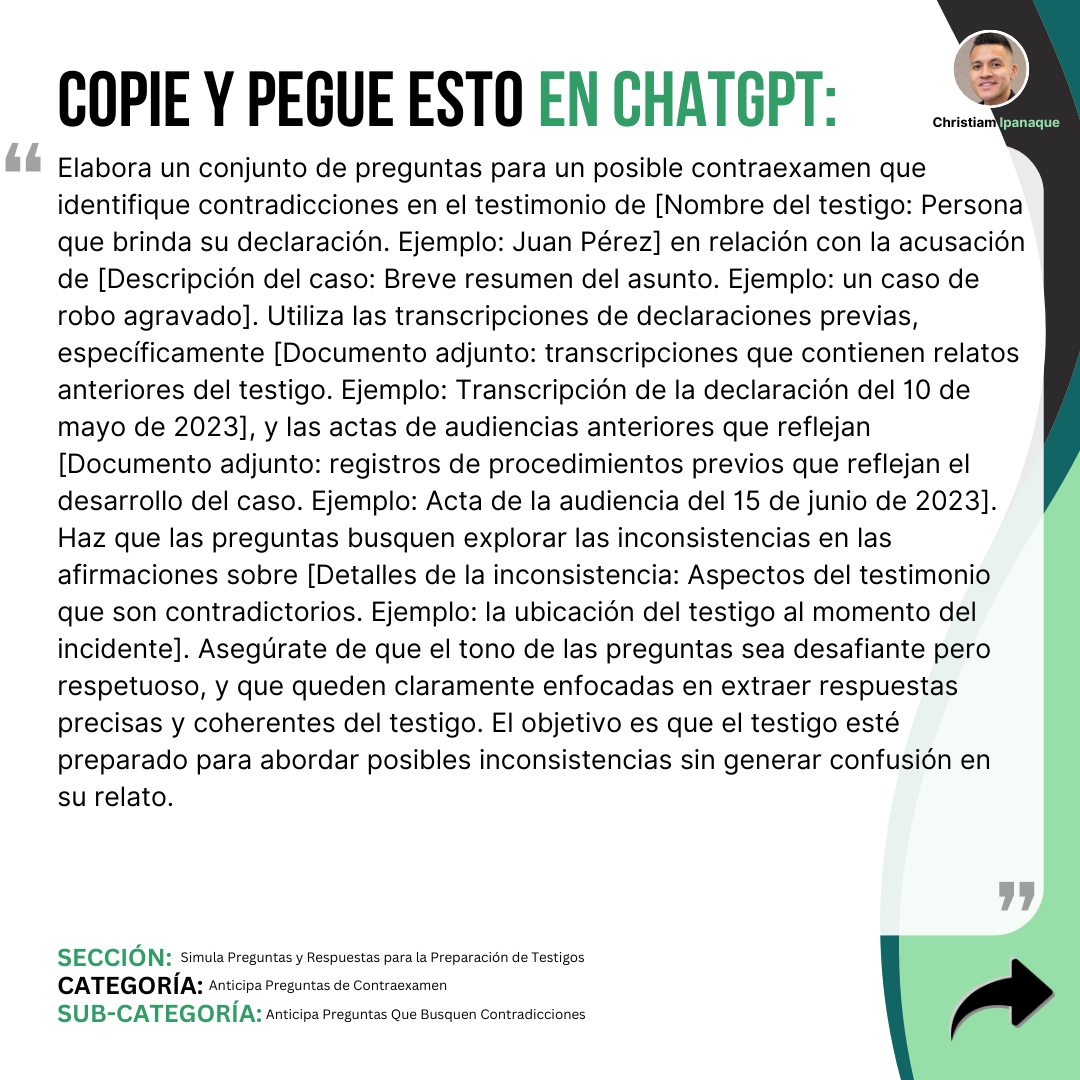 COPIE Y PEGUE ESTO EN CHATGPT:
Christiam Ipanaque
“
Elabora un conjunto de preguntas para un posible contraexamen que
identifique contradicciones en el testimonio de [Nombre del testigo: Persona
que brinda su declaración. Ejemplo: Juan Pérez] en relación con la acusación
de [Descripción del caso: Breve resumen del asunto. Ejemplo: un caso de
robo agravado]. Utiliza las transcripciones de declaraciones previas,
específicamente [Documento adjunto: transcripciones que contienen relatos
anteriores del testigo. Ejemplo: Transcripción de la declaración del 10 de
mayo de 2023], y las actas de audiencias anteriores que reflejan
[Documento adjunto: registros de procedimientos previos que reflejan el
desarrollo del caso. Ejemplo: Acta de la audiencia del 15 de junio de 2023].
Haz que las preguntas busquen explorar las inconsistencias en las
afirmaciones sobre [Detalles de la inconsistencia: Aspectos del testimonio
que son contradictorios. Ejemplo: la ubicación del testigo al momento del
incidente]. Asegúrate de que el tono de las preguntas sea desafiante pero
respetuoso, y que queden claramente enfocadas en extraer respuestas
precisas y coherentes del testigo. El objetivo es que el testigo esté
preparado para abordar posibles inconsistencias sin generar confusión en
su relato.
”
SECCIÓN: Simula Preguntas y Respuestas para la Preparación de Testigos
CATEGORÍA: Anticipa Preguntas de Contraexamen
SUB-CATEGORÍA: Anticipa Preguntas Que Busquen Contradicciones